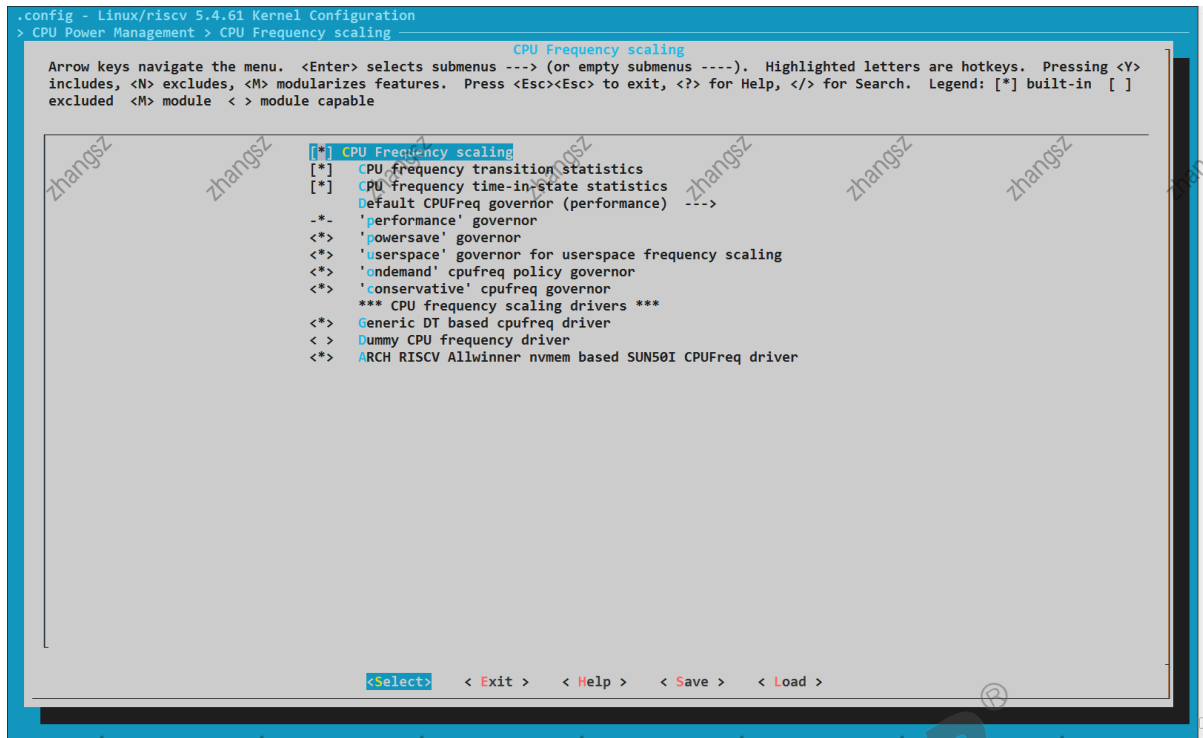 .config - Linux/riscv 5.4.61 Kernel Configuration
> CPU Power Management > CPU Frequency scaling
CPU Frequency scaling
Arrow keys navigate the menu. <Enter> selects submenus ---> (or empty submenus ----). Highlighted letters are hotkeys. Pressing <Y>
includes, <N> excludes, <M> modularizes features. Press <Esc><Esc> to exit, <?> for Help, </> for Search. Legend: [*] built-in [ ]
excluded <M> module < > module capable
zhangsz zhangsz zhangsz zhangsz zhangsz zhangsz zhangsz
[*] CPU Frequency scaling
[*] CPU frequency transition statistics
[*] CPU frequency time-in-state statistics
Default CPUFreq governor (performance) --->
-*- 'performance' governor
<*> 'powersave' governor
<*> 'userspace' governor for userspace frequency scaling
<*> 'ondemand' cpufreq policy governor
<*> 'conservative' cpufreq governor
*** CPU frequency scaling drivers ***
<*> Generic DT based cpufreq driver
< > Dummy CPU frequency driver
<*> ARCH RISCV Allwinner nvmem based SUN50I CPUFreq driver
<Select> < Exit > < Help > < Save > < Load >
®